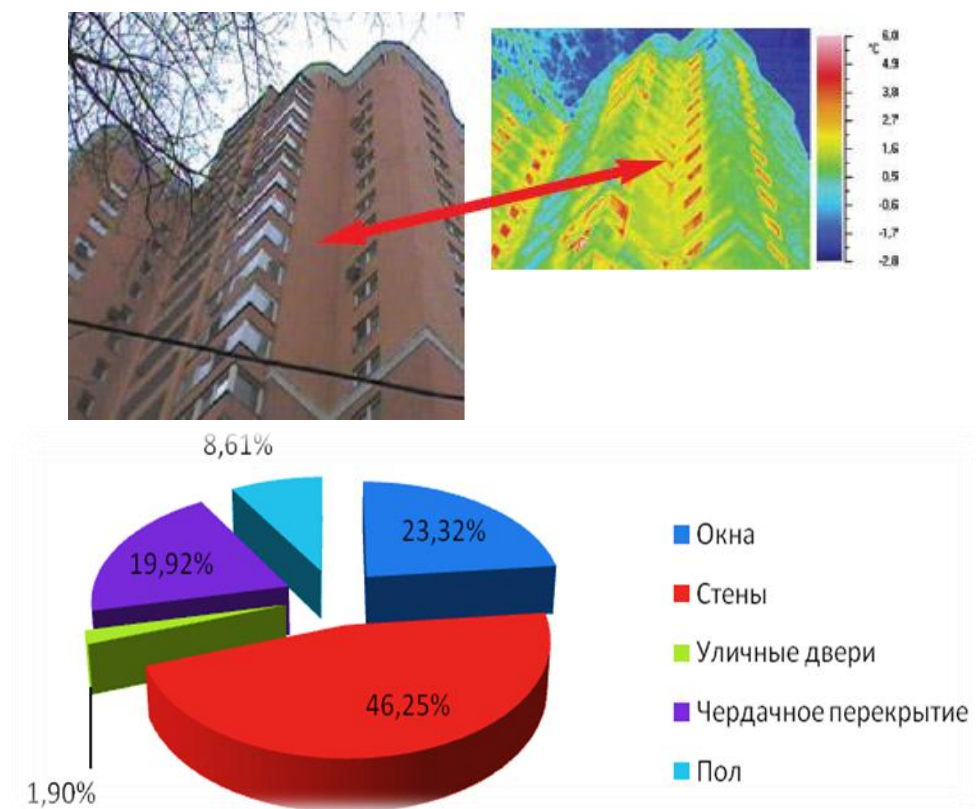 6,0
°C
4,9
3,8
2,7
1,6
0,5
-0,6
-1,7
-2,8
8,61%
23,32%
19,92%
46,25%
1,90%
Окна
Стены
Уличные двери
Чердачное перекрытие
Пол